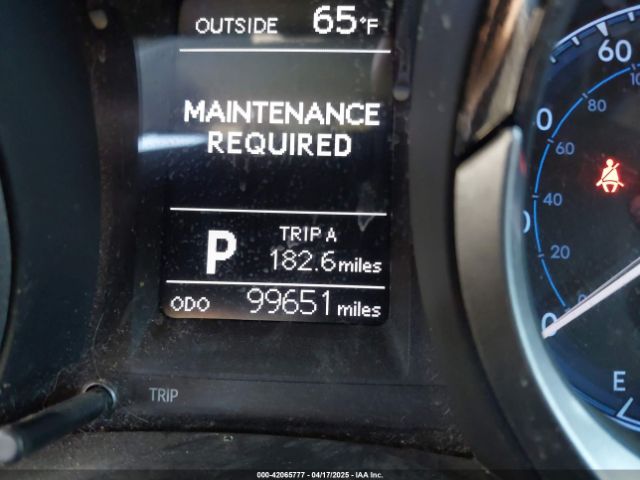 OUTSIDE 65°F
MAINTENANCE
REQUIRED
P
TRIP A
182.6 miles
ODO 99651 miles
TRIP
60
80
60
40
20
0
E
000-42065777 - 04/17/2025 - IAA Inc.